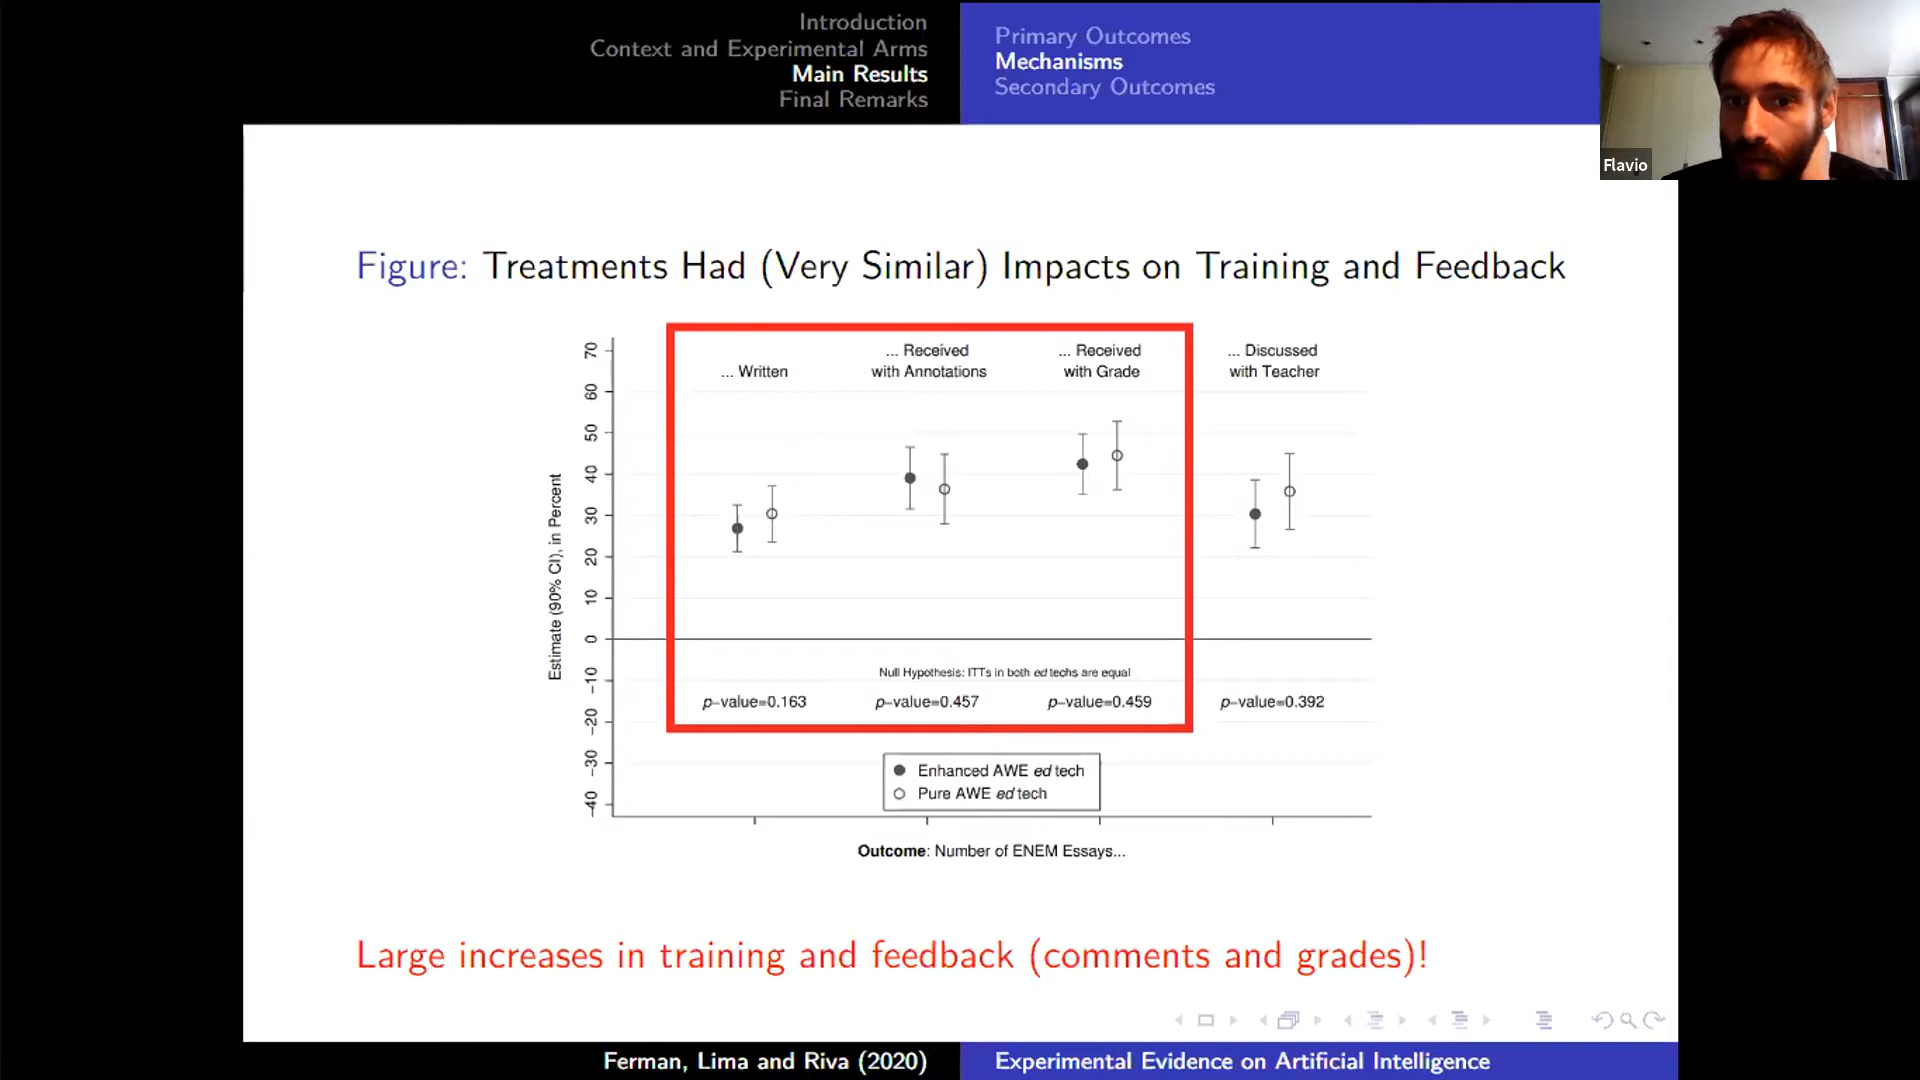 Introduction
Context and Experimental Arms
Main Results
Final Remarks
Primary Outcomes
Mechanisms
Secondary Outcomes
Flavio
Figure: Treatments Had (Very Similar) Impacts on Training and Feedback
70
60
50
40
30
20
10
0
−10
−20
−30
−40
Estimate (90% CI), in Percent
... Written
... Received
with Annotations
... Received
with Grade
... Discussed
with Teacher
Null Hypothesis: ITTs in both ed techs are equal
p−value=0.163
p−value=0.457
p−value=0.459
p−value=0.392
Enhanced AWE ed tech
Pure AWE ed tech
Outcome: Number of ENEM Essays...
Large increases in training and feedback (comments and grades)!
Ferman, Lima and Riva (2020)
Experimental Evidence on Artificial Intelligence